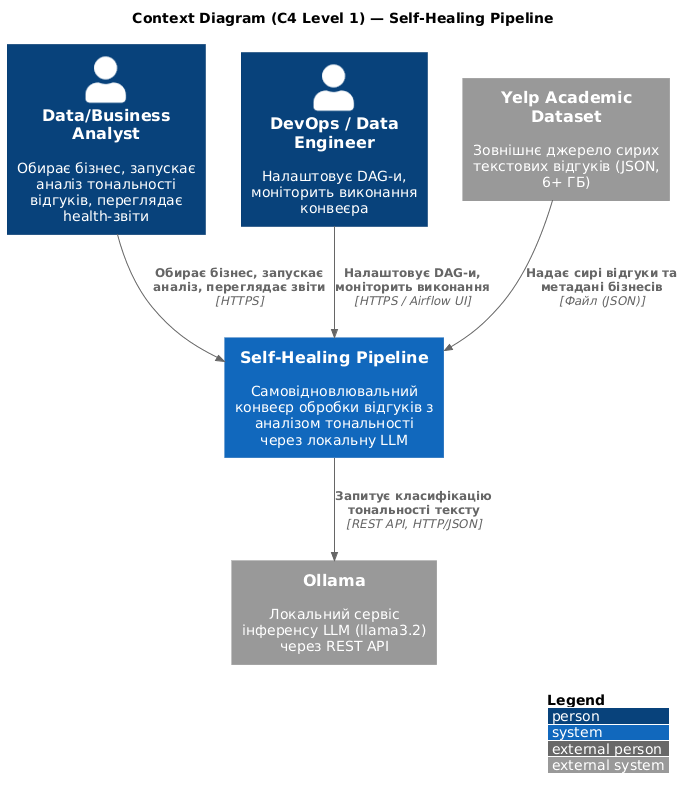 Context Diagram (C4 Level 1) — Self-Healing Pipeline
Data/Business
Analyst
Обирає бізнес, запускає
аналіз тональності
відгуків, переглядає
health-звіти
DevOps / Data
Engineer
Налаштовує DAG-и,
моніторить виконання
конвеєра
Yelp Academic
Dataset
Зовнішнє джерело сирих
текстових відгуків (JSON,
6+ ГБ)
Обирає бізнес, запускає
аналіз, переглядає звіти
[HTTPS]
Налаштовує DAG-и,
моніторить виконання
[HTTPS / Airflow UI]
Надає сирі відгуки та
метадані бізнесів
[Файл (JSON)]
Self-Healing Pipeline
Самовідновлювальний
конвеєр обробки відгуків з
аналізом тональності
через локальну LLM
Запитує класифікацію
тональності тексту
[REST API, HTTP/JSON]
Ollama
Локальний сервіс
інференсу LLM (llama3.2)
через REST API
Legend
person
system
external person
external system